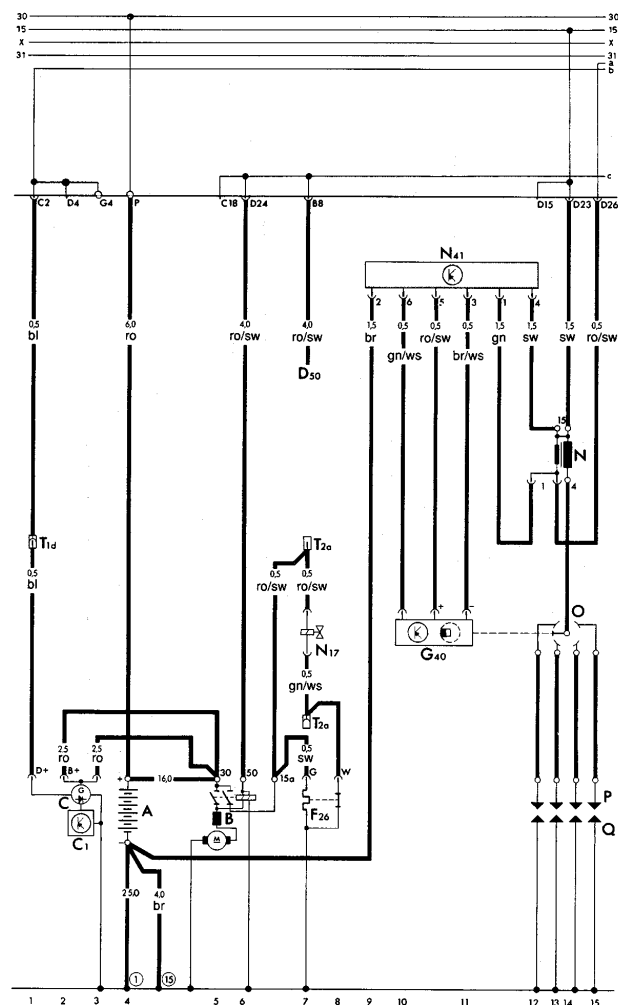 30 30
15 15
X X
31 31
a
b
c
C2 D4 G4 P C18 D24 B8 D15 D23 D26
N41
2 6 5 3 1 4
0,5 6,0 4,0 4,0 1,5 0,5 0,5 0,5 1,5 1,5 1,5 0,5
bl ro ro/sw ro/sw br gn/ws ro/sw br/ws gn sw sw ro/sw
D50
15
N
1 4
T1d T2a
0,5 0,5 0,5
bl ro/sw ro/sw
+ - O
N17 G40
0,5
gn/ws
T2a
2,5 2,5 0,5
ro ro sw
D+ B+ + 16,0 30 50 15a G W
C G A B F26 P
C1 M Q
-
25,0 4,0
br
1 15
1 2 3 4 5 6 7 8 9 10 11 12 13 14 15